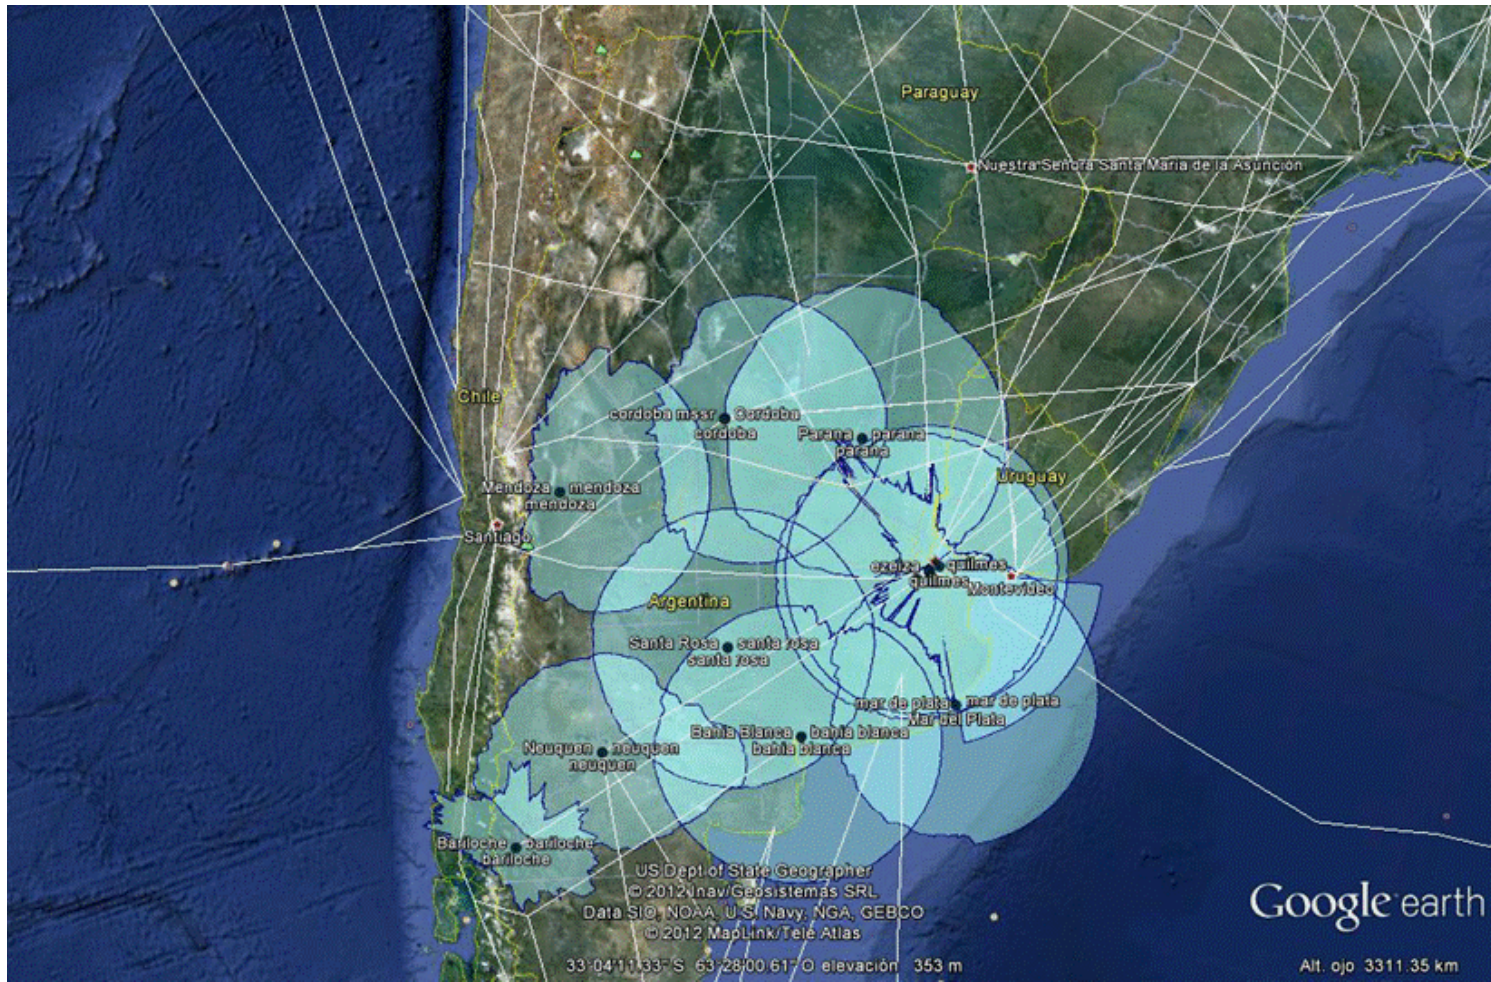 Paraguay
Nuestra Señora Santa Maria de la Asunción
Chile
cordoba mssr Cordoba
cordoba
Parana parana
parana
Uruguay
Mendoza mendoza
mendoza
Santiago
ezeiza quilmes
quilmes
Montevideo
Argentina
Santa Rosa santa rosa
santa rosa
mar de plata mar de plata
Mar del Plata
Bahia Blanca bahia blanca
bahia blanca
Neuquen neuquen
neuquen
Bariloche bariloche
bariloche
US Dept of State Geographer
© 2012 Inav/Geosistemas SRL
Data SIO, NOAA, U.S. Navy, NGA, GEBCO
© 2012 MapLink/Tele Atlas
Google earth
33°04'11.33" S 63°28'00.61" O elevación 353 m
Alt. ojo 3311.35 km